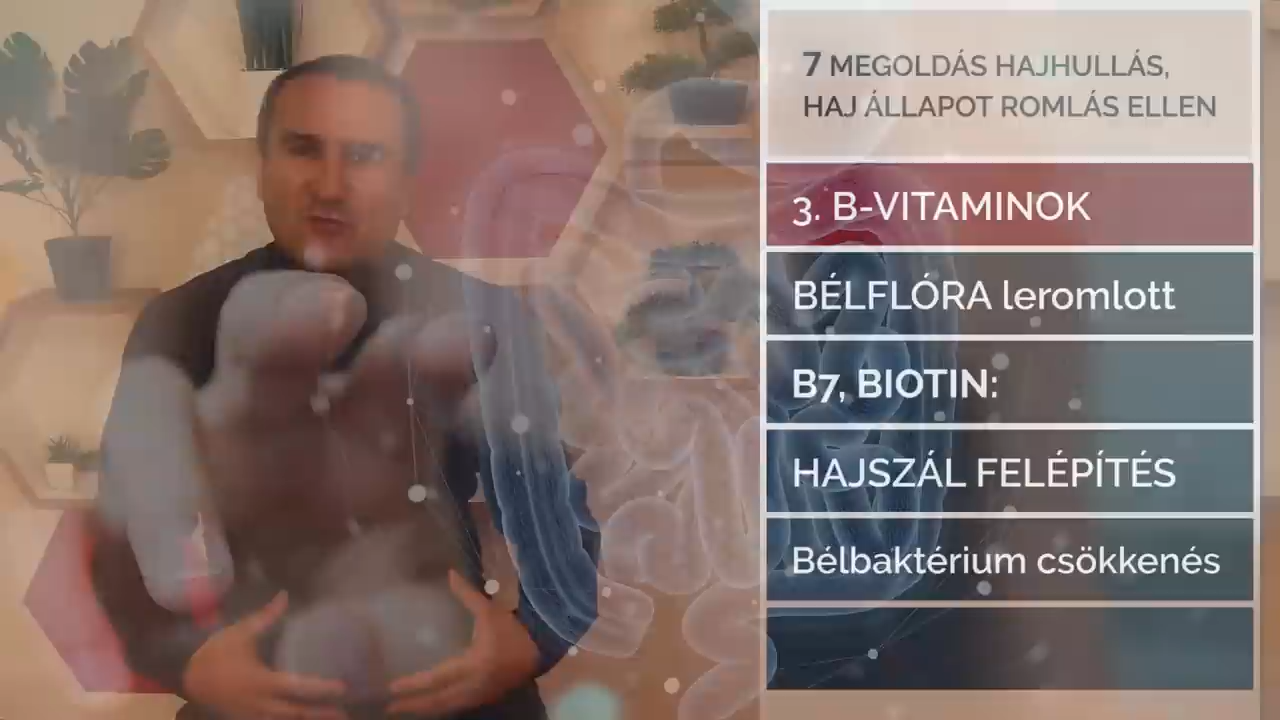 7 MEGOLDÁS HAJHULLÁS,
HAJ ÁLLAPOT ROMLÁS ELLEN
3. B-VITAMINOK
BÉLFLÓRA leromlott
B7, BIOTIN:
HAJSZÁL FELÉPÍTÉS
Bélbaktérium csökkenés